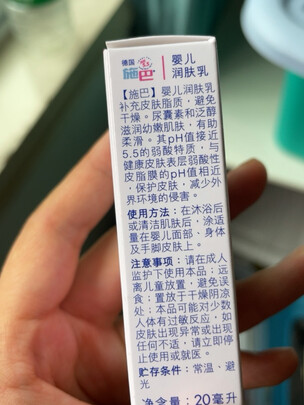 德国
施巴
婴儿
润肤乳
【施巴】婴儿润肤乳
补充皮肤脂质，避免
干燥。尿囊素和泛醇
滋润幼嫩肌肤，有助
柔滑。其pH值接近
5.5的弱酸特质，与
健康皮肤表层弱酸性
皮脂膜的pH值相近
，保护皮肤，减少外
界环境的侵害。
使用方法：在沐浴后
或清洁肌肤后，涂适
量在婴儿面部、身体
及手脚皮肤上。
注意事项：请在成人
监护下使用本品；远
离儿童放置，避免误
食；置放于干燥阴凉
处；本品可能对少数
人体有过敏反应，如
皮肤出现异常或出现
任何不适，请立即停
止使用或就医。
贮存条件：常温，避
光
净含量：20毫升